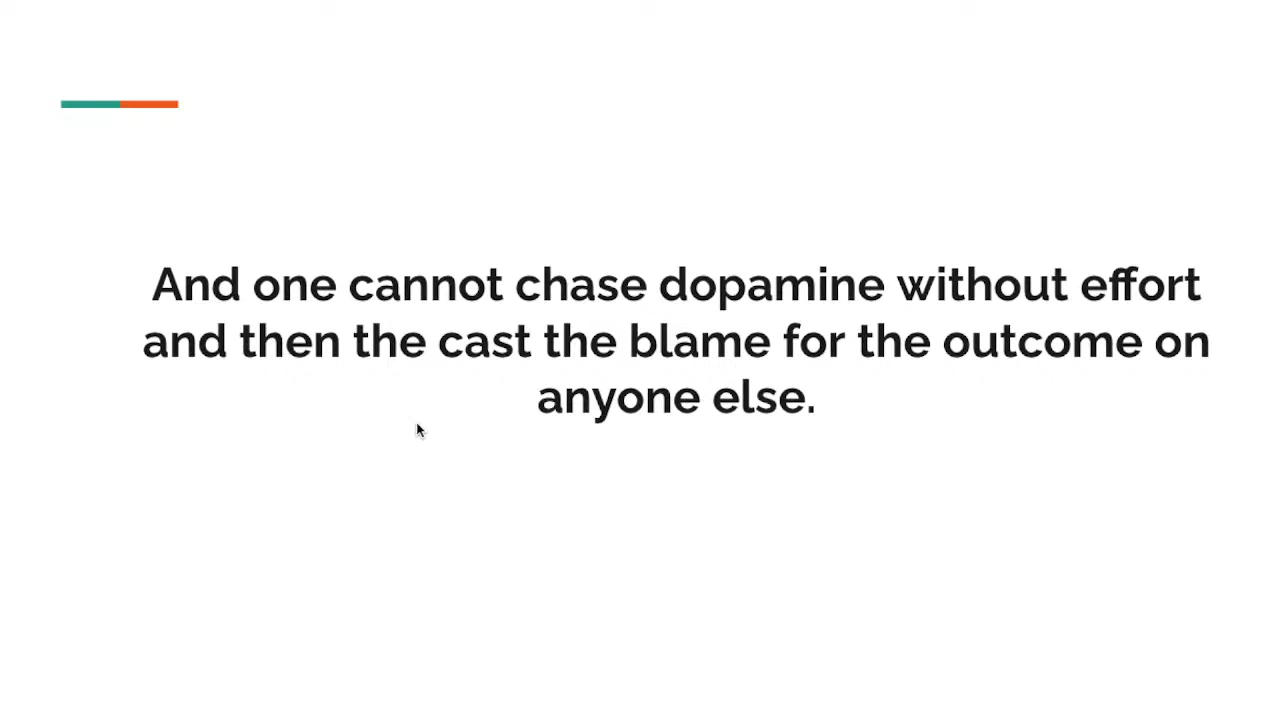 And one cannot chase dopamine without effort
and then the cast the blame for the outcome on
anyone else.